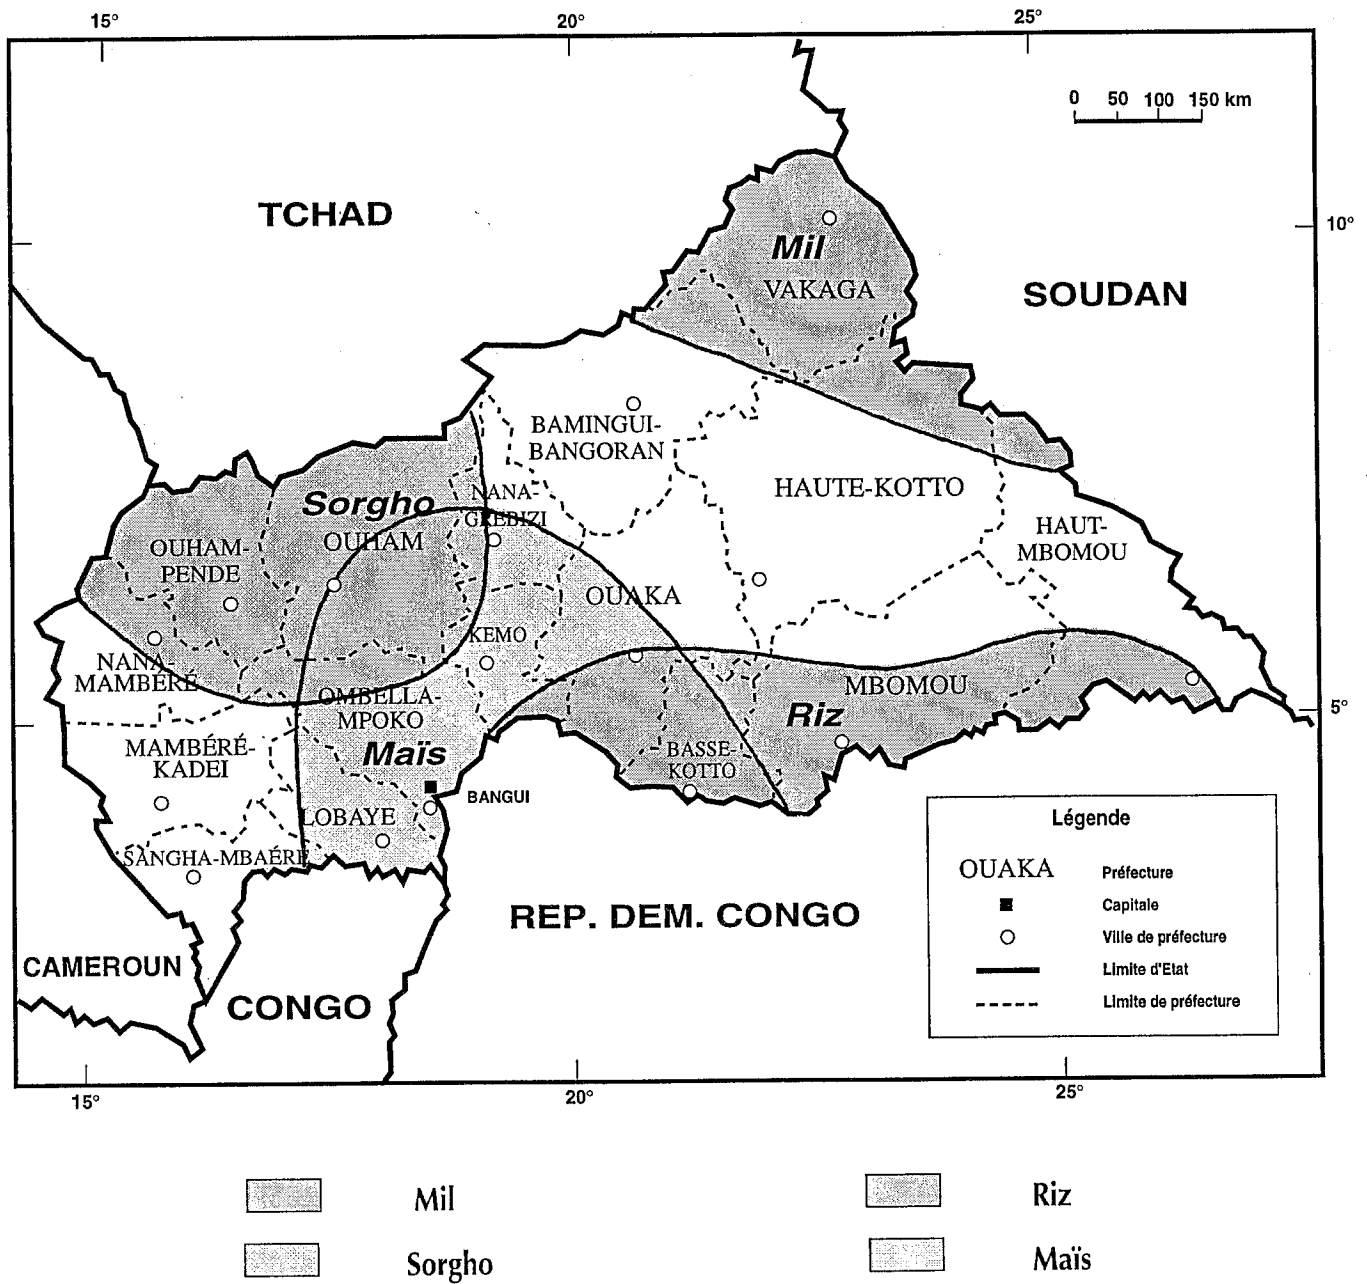 15°
20°
25°
0 50 100 150 km
TCHAD
10°
Mil
VAKAGA
SOUDAN
BAMINGUI-
BANGORAN
HAUTE-KOTTO
NANA-
GREBIZI
Sorgho
OUHAM
HAUT-
MBOMOU
OUHAM-
PENDE
OUAKA
KEMO
NANA-
MAMBÉRÉ
OMBELLA-
MPOKO
MBOMOU
Riz
5°
MAMBÉRÉ-
KADEI
Maïs
BASSE-
KOTTO
BANGUI
LOBAYE
SANGHA-MBAÉRE
REP. DEM. CONGO
CAMEROUN
CONGO
Légende
OUAKA Préfecture
Capitale
Ville de préfecture
Limite d'Etat
Limite de préfecture
15°
20°
25°
Mil
Riz
Sorgho
Maïs